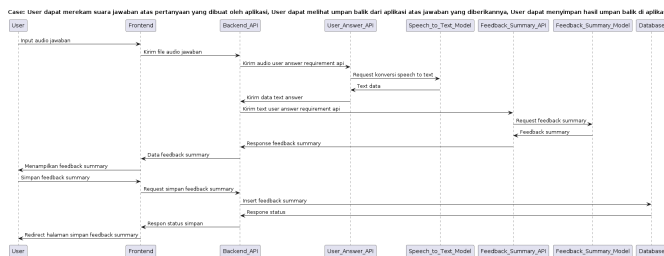 Case: User dapat merekam suara jawaban atas pertanyaan yang dibuat oleh aplikasi, User dapat melihat umpan balik dari aplikasi atas jawaban yang diberikannya, User dapat menyimpan hasil umpan balik di aplika
User Frontend Backend_API User_Answer_API Speech_to_Text_Model Feedback_Summary_API Feedback_Summary_Model Database
Input audio jawaban
Kirim file audio jawaban
Kirim audio user answer requirement api
Request konversi speech to text
Text data
Kirim data text answer
Kirim text user answer requirement api
Request feedback summary
Feedback summary
Response feedback summary
Data feedback summary
Menampilkan feedback summary
Simpan feedback summary
Request simpan feedback summary
Insert feedback summary
Respone status
Respon status simpan
Redirect halaman simpan feedback summary
User Frontend Backend_API User_Answer_API Speech_to_Text_Model Feedback_Summary_API Feedback_Summary_Model Database